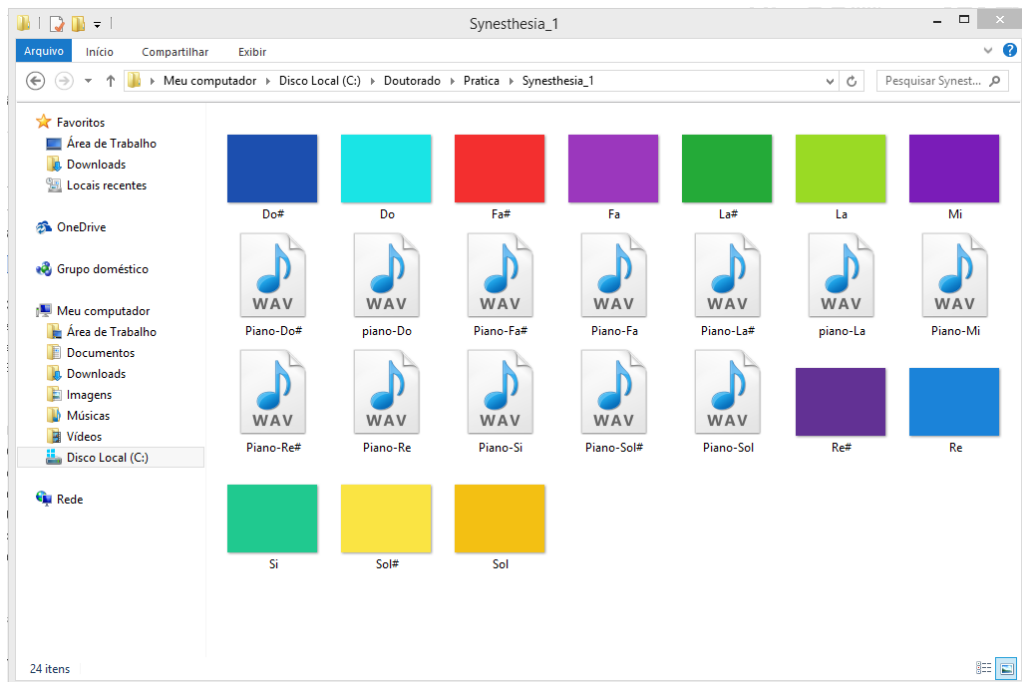 Synesthesia_1
Arquivo Início Compartilhar Exibir
Meu computador Disco Local (C:) Doutorado Pratica Synesthesia_1 Pesquisar Synest...
Favoritos
Área de Trabalho
Downloads
Locais recentes
OneDrive
Grupo doméstico
Meu computador
Área de Trabalho
Documentos
Downloads
Imagens
Músicas
Vídeos
Disco Local (C:)
Rede
Do# Do Fa# Fa La# La Mi
WAV WAV WAV WAV WAV WAV WAV
Piano-Do# piano-Do Piano-Fa# Piano-Fa Piano-La# piano-La Piano-Mi
WAV WAV WAV WAV WAV
Piano-Re# Piano-Re Piano-Si Piano-Sol# Piano-Sol Re# Re
Si Sol# Sol
24 itens